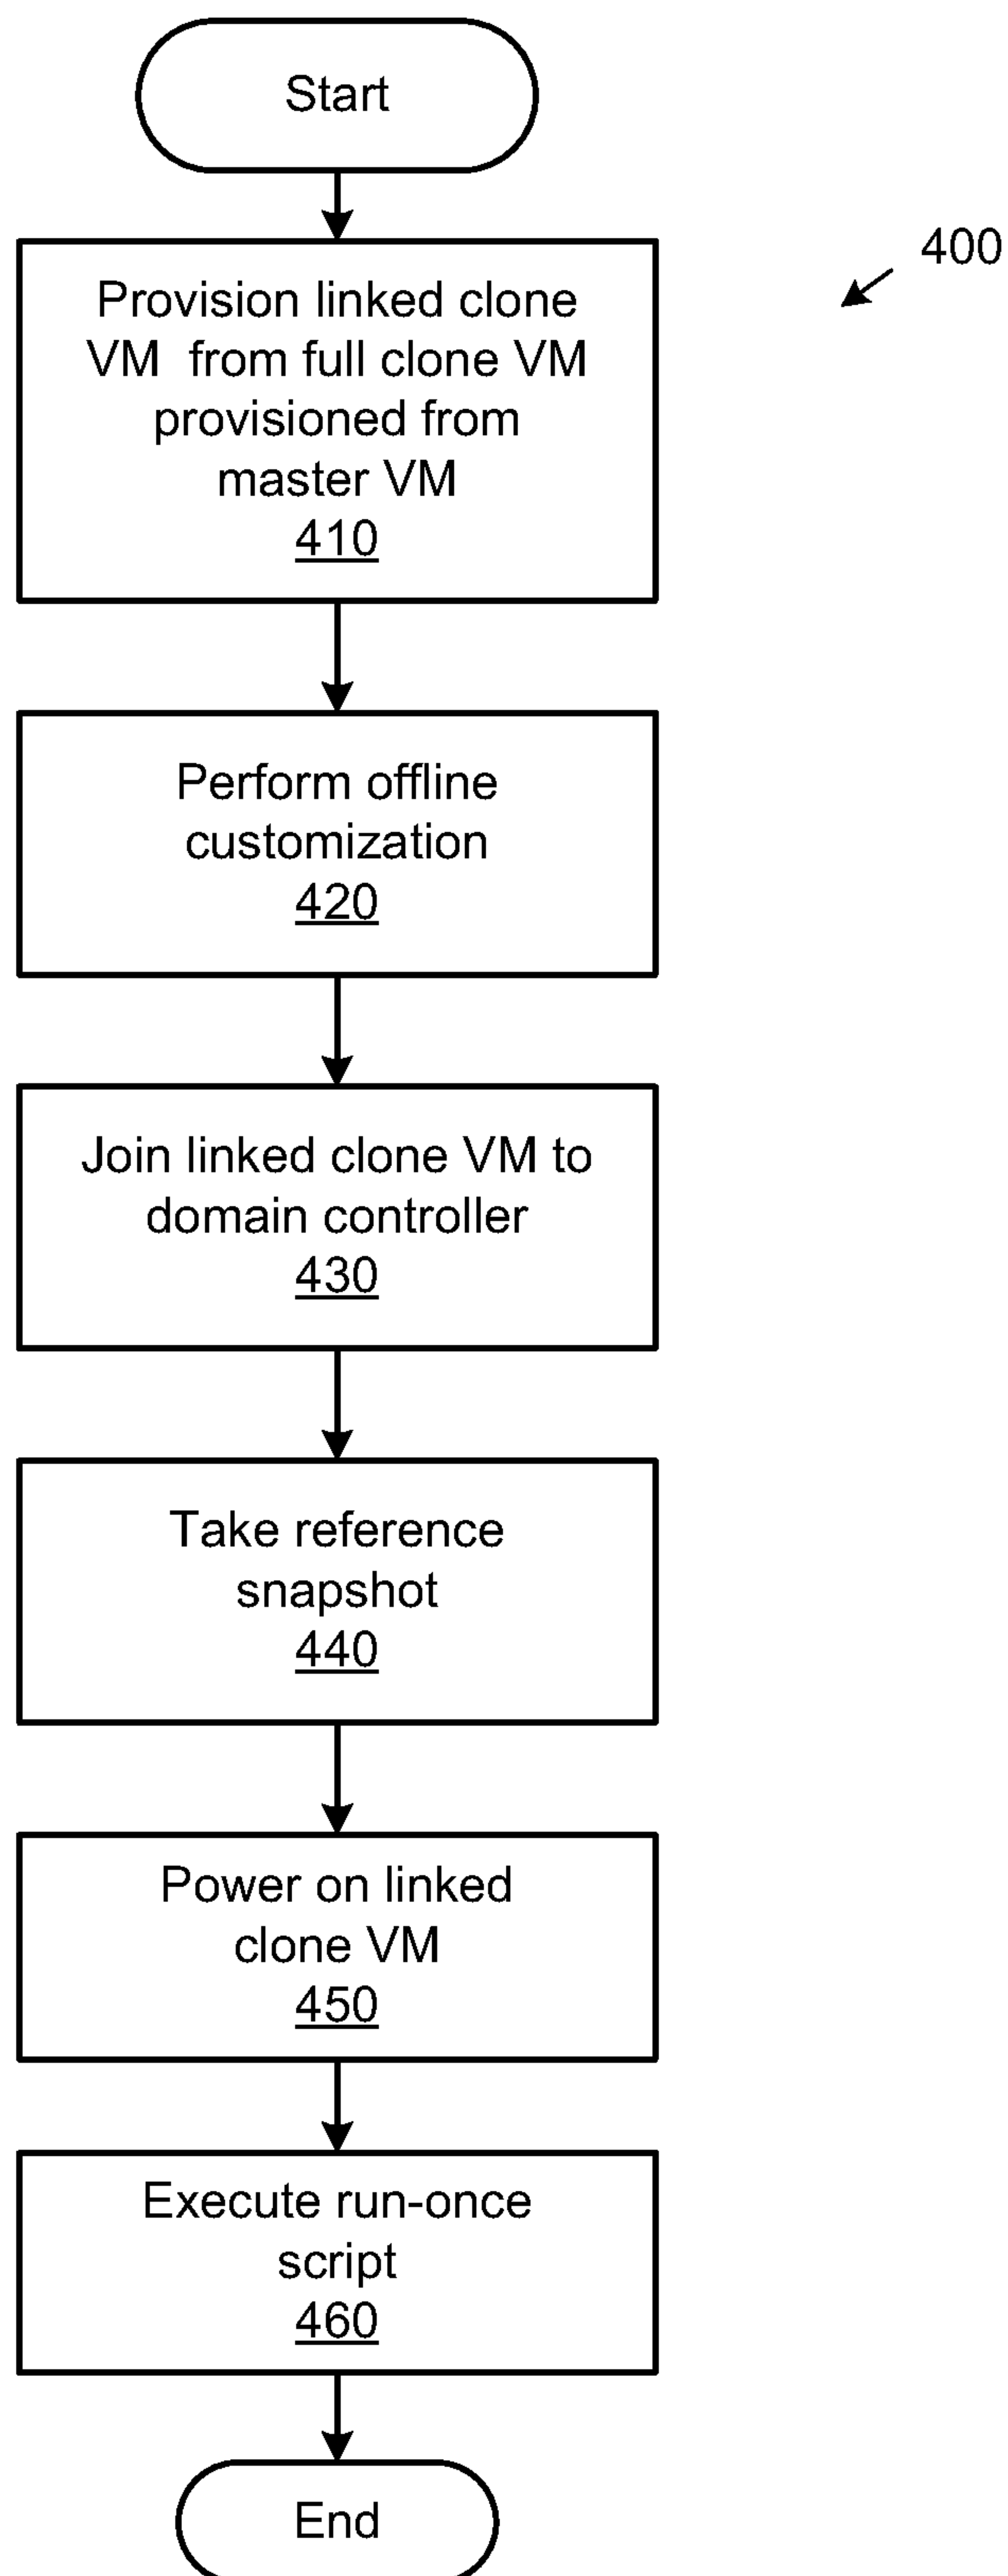 Start
400
Provision linked clone
VM from full clone VM
provisioned from
master VM
410
Perform offline
customization
420
Join linked clone VM to
domain controller
430
Take reference
snapshot
440
Power on linked
clone VM
450
Execute run-once
script
460
End